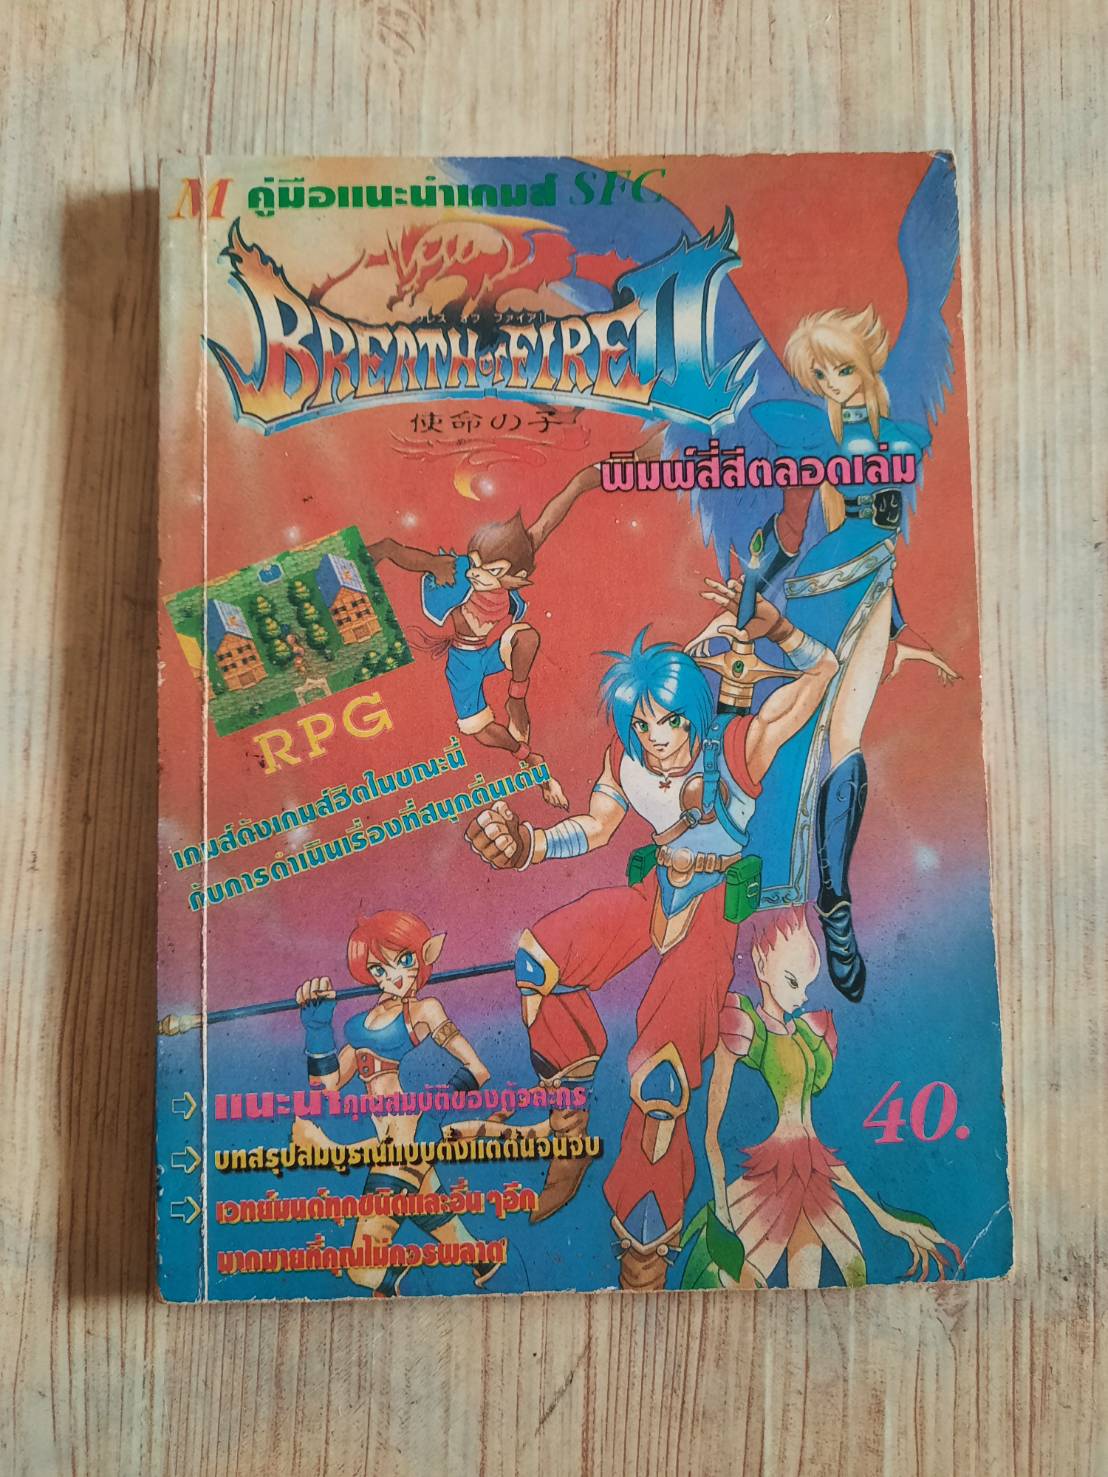 M คู่มือแนะนำเกมส์ SFC
ブレス オブ ファイアII
BREATH OF FIRE II
使命の子
พิมพ์สี่สีตลอดเล่ม
RPG
เกมส์ดังเกมส์ฮิตในขณะนี้
กับการดำเนินเรื่องที่สนุกตื่นเต้น
แนะนำคุณสมบัติของตัวละคร
40.
บทสรุปสมบูรณ์แบบตั้งแต่ต้นจนจบ
เวทย์มนต์ทุกชนิดและอื่น ๆอีก
มากมายที่คุณไม่ควรพลาด